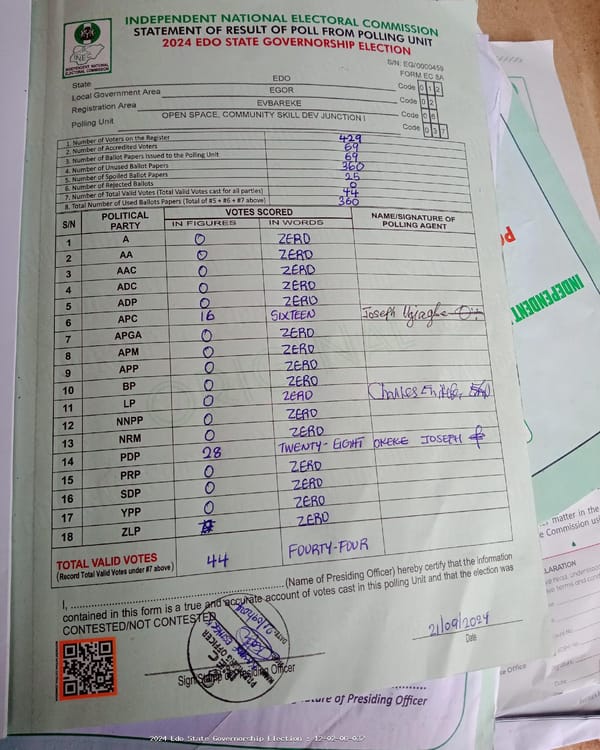 INDEPENDENT NATIONAL ELECTORAL COMMISSION
STATEMENT OF RESULT OF POLL FROM POLLING UNIT
2024 EDO STATE GOVERNORSHIP ELECTION
INEC
INDEPENDENT NATIONAL ELECTORAL COMMISSION
S/N: EG/0000459
FORM EC 8A
State EDO Code 0 1 2
Local Government Area EGOR Code 0 2
Registration Area EVBAREKE Code 0 6
Polling Unit OPEN SPACE, COMMUNITY SKILL DEV JUNCTION I Code 0 3 7
1. Number of Voters on the Register 429
2. Number of Accredited Voters 69
3. Number of Ballot Papers Issued to the Polling Unit 69
4. Number of Unused Ballot Papers 360
5. Number of Spoiled Ballot Papers 25
6. Number of Rejected Ballots 0
7. Number of Total Valid Votes (Total Valid Votes cast for all parties) 44
8. Total Number of Used Ballots Papers (Total of #5 + #6 + #7 above) 360
S/N POLITICAL PARTY VOTES SCORED NAME/SIGNATURE OF POLLING AGENT
IN FIGURES IN WORDS
1 A 0 ZERO
2 AA 0 ZERO
3 AAC 0 ZERO
4 ADC 0 ZERO
5 ADP 0 ZERO
6 APC 16 SIXTEEN Joseph
7 APGA 0 ZERO
8 APM 0 ZERO
9 APP 0 ZERO
10 BP 0 ZERO
11 LP 0 ZERO Charles
12 NNPP 0 ZERO
13 NRM 0 ZERO
14 PDP 28 TWENTY-EIGHT OKEKE JOSEPH
15 PRP 0 ZERO
16 SDP 0 ZERO
17 YPP 0 ZERO
18 ZLP ZERO
TOTAL VALID VOTES 44 FOURTY-FOUR
(Record Total Valid Votes under #7 above)
I, (Name of Presiding Officer) hereby certify that the information
contained in this form is a true and accurate account of votes cast in this polling Unit and that the election was
CONTESTED/NOT CONTESTED
21/09/2024
Date
Presiding Officer
ture of Presiding Officer
INDEPENDENT
matter in the
e Commission
LARATION
e Office
2024 Edo State Governorship Election : 12-02-06-037